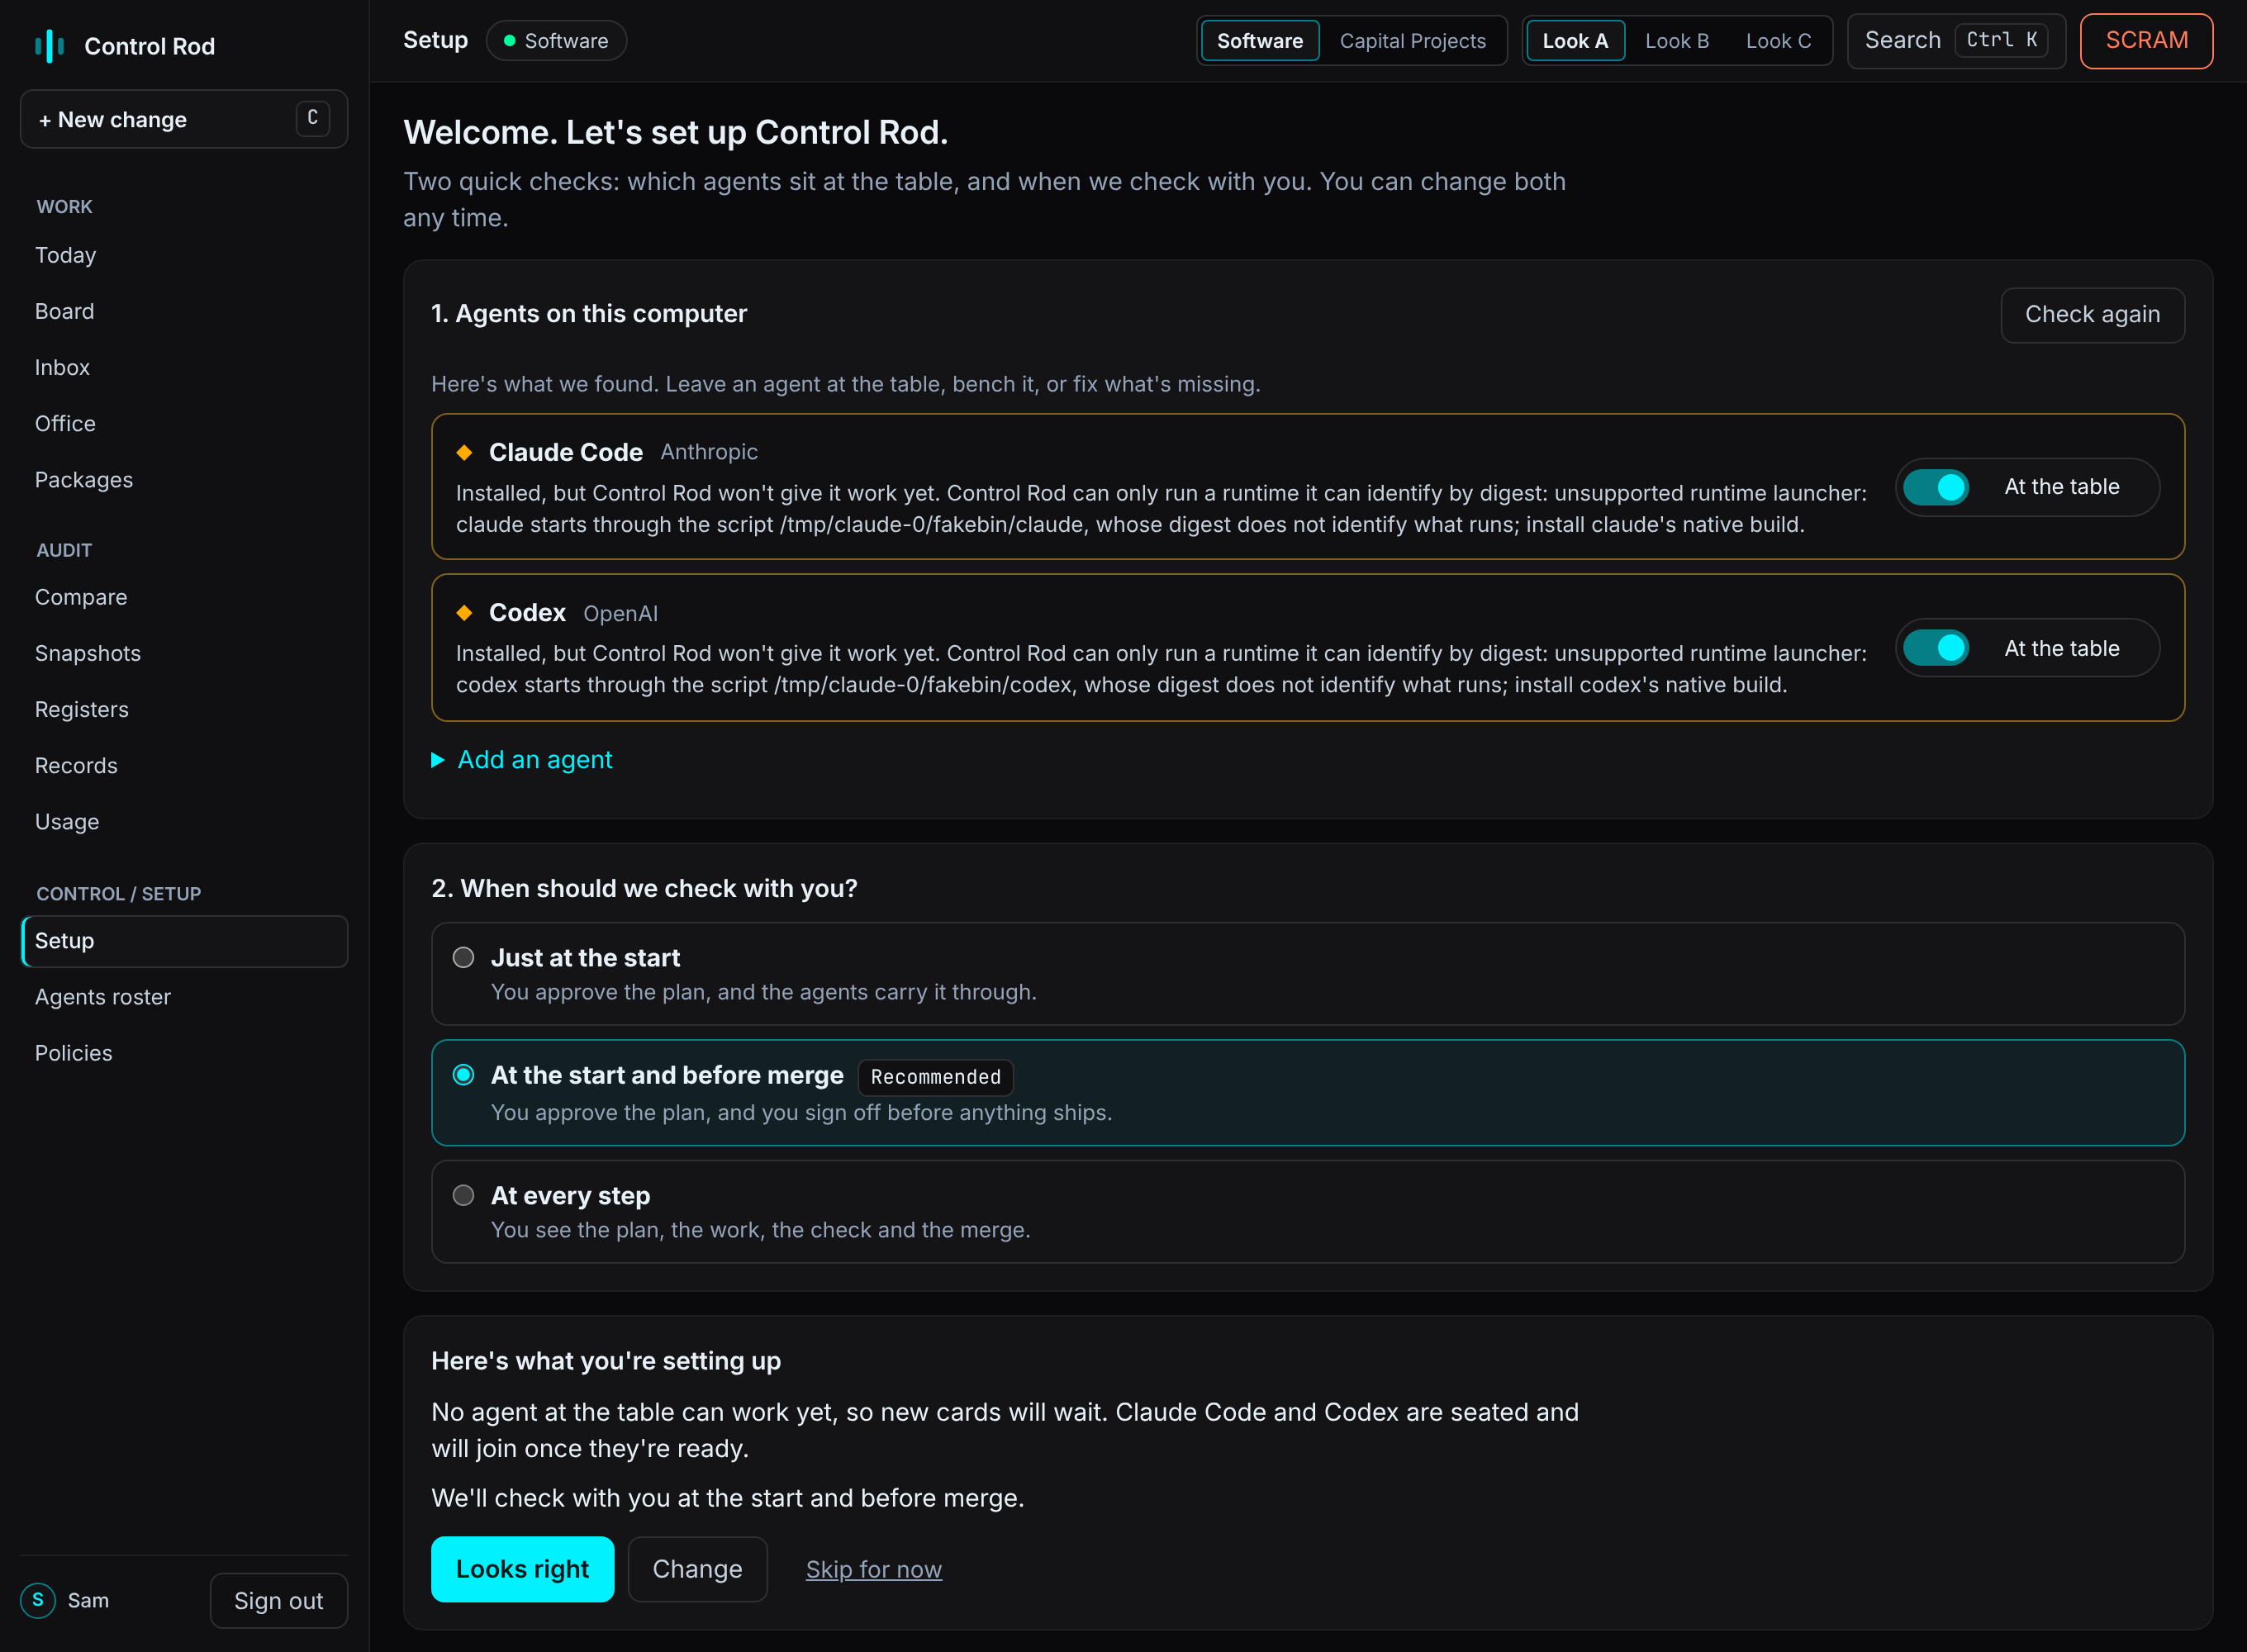 Control Rod
+ New change C
WORK
Today
Board
Inbox
Office
Packages
AUDIT
Compare
Snapshots
Registers
Records
Usage
CONTROL / SETUP
Setup
Agents roster
Policies
S Sam Sign out
Setup Software Software Capital Projects Look A Look B Look C Search Ctrl K SCRAM
Welcome. Let's set up Control Rod.
Two quick checks: which agents sit at the table, and when we check with you. You can change both
any time.
1. Agents on this computer Check again
Here's what we found. Leave an agent at the table, bench it, or fix what's missing.
Claude Code Anthropic
Installed, but Control Rod won't give it work yet. Control Rod can only run a runtime it can identify by digest: unsupported runtime launcher:
claude starts through the script /tmp/claude-0/fakebin/claude, whose digest does not identify what runs; install claude's native build.
At the table
Codex OpenAI
Installed, but Control Rod won't give it work yet. Control Rod can only run a runtime it can identify by digest: unsupported runtime launcher:
codex starts through the script /tmp/claude-0/fakebin/codex, whose digest does not identify what runs; install codex's native build.
At the table
Add an agent
2. When should we check with you?
Just at the start
You approve the plan, and the agents carry it through.
At the start and before merge Recommended
You approve the plan, and you sign off before anything ships.
At every step
You see the plan, the work, the check and the merge.
Here's what you're setting up
No agent at the table can work yet, so new cards will wait. Claude Code and Codex are seated and
will join once they're ready.
We'll check with you at the start and before merge.
Looks right Change Skip for now